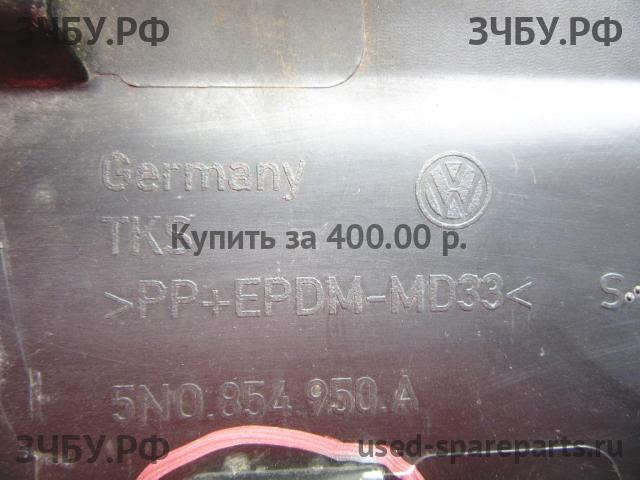 ЗЧБУ.РФ ЗЧБУ.РФ
Germany
TKS Купить за 400.00 р.
>PP+EPDM-MD33<
5N0.854.950.A
ЗЧБУ.РФ used-spareparts.ru